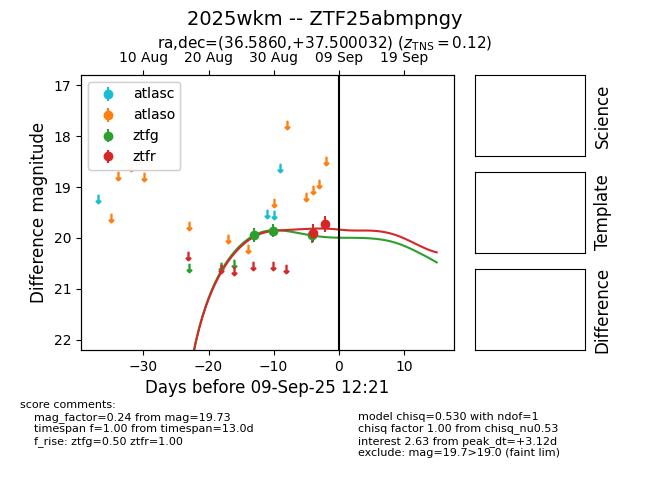 2025wkm -- ZTF25abmpngy
ra,dec=(36.5860,+37.500032) (z_TNS = 0.12)
10 Aug 20 Aug 30 Aug 09 Sep 19 Sep
atlasc
atlaso
ztfg
ztfr
17
18
19
20
21
22
Difference magnitude
−30 −20 −10 0 10
Days before 09-Sep-25 12:21
Science
Template
Difference
score comments:
mag_factor=0.24 from mag=19.73
timespan f=1.00 from timespan=13.0d
f_rise: ztfg=0.50 ztfr=1.00
model chisq=0.530 with ndof=1
chisq factor 1.00 from chisq_nu0.53
interest 2.63 from peak_dt=+3.12d
exclude: mag=19.7>19.0 (faint lim)